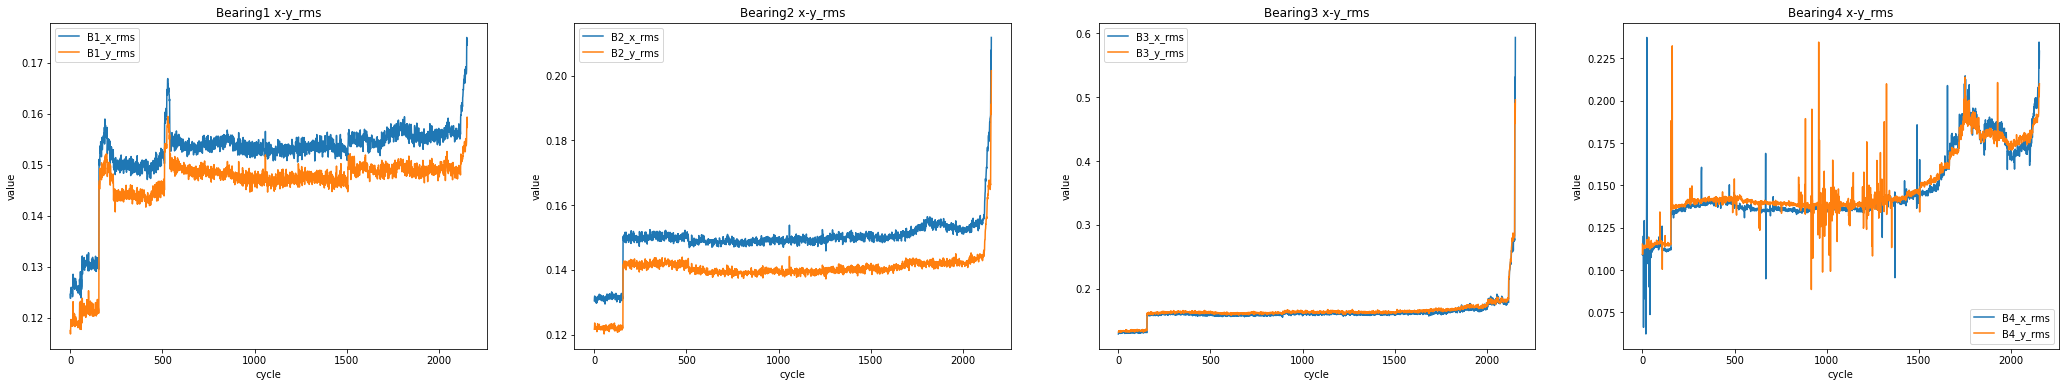 Bearing1 x-y_rms
B1_x_rms
B1_y_rms
value
0.17
0.16
0.15
0.14
0.13
0.12
0
500
1000
1500
2000
cycle
Bearing2 x-y_rms
B2_x_rms
B2_y_rms
value
0.20
0.18
0.16
0.14
0.12
0
500
1000
1500
2000
cycle
Bearing3 x-y_rms
B3_x_rms
B3_y_rms
value
0.6
0.5
0.4
0.3
0.2
0
500
1000
1500
2000
cycle
Bearing4 x-y_rms
value
0.225
0.200
0.175
0.150
0.125
0.100
0.075
B4_x_rms
B4_y_rms
0
500
1000
1500
2000
cycle